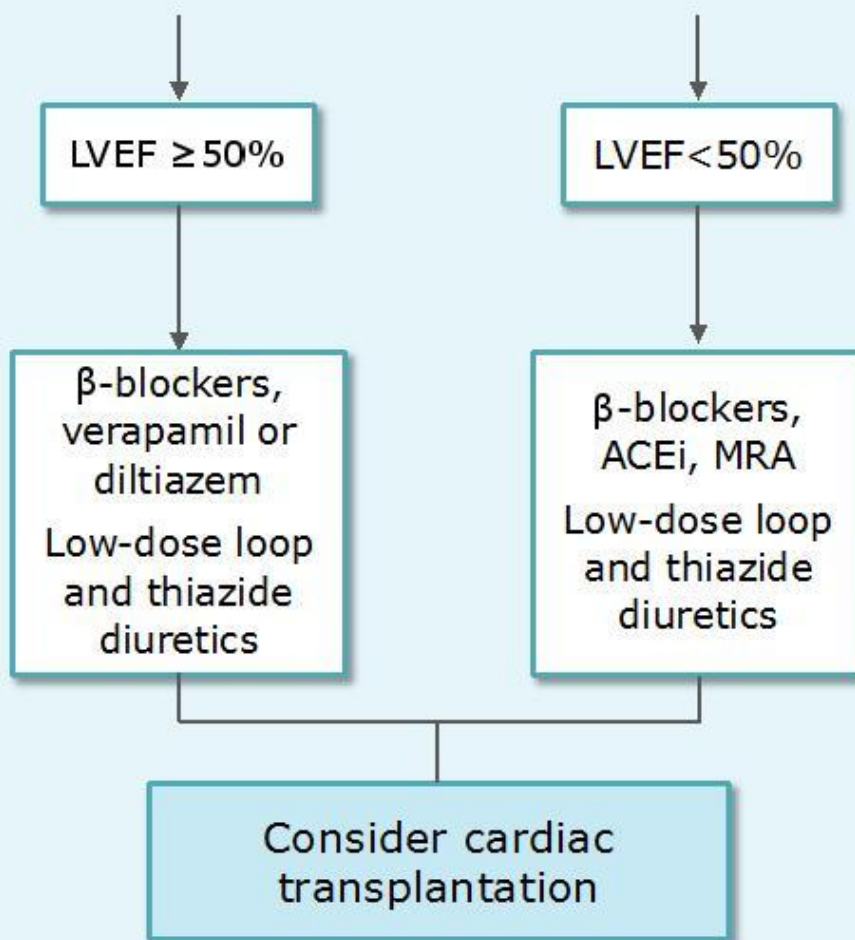 LVEF ≥50%
LVEF<50%
β-blockers,
verapamil or
diltiazem
Low-dose loop
and thiazide
diuretics
β-blockers,
ACEi, MRA
Low-dose loop
and thiazide
diuretics
Consider cardiac
transplantation